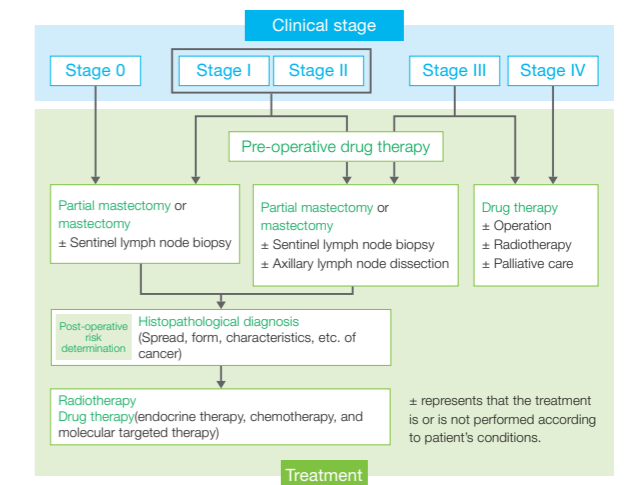 Clinical stage
Stage 0
Stage I
Stage II
Stage III
Stage IV
Pre-operative drug therapy
Partial mastectomy or
mastectomy
± Sentinel lymph node biopsy
Partial mastectomy or
mastectomy
± Sentinel lymph node biopsy
± Axillary lymph node dissection
Drug therapy
± Operation
± Radiotherapy
± Palliative care
Post-operative
risk
determination
Histopathological diagnosis
(Spread, form, characteristics, etc. of
cancer)
Radiotherapy
Drug therapy(endocrine therapy, chemotherapy, and
molecular targeted therapy)
± represents that the treatment
is or is not performed according
to patient's conditions.
Treatment